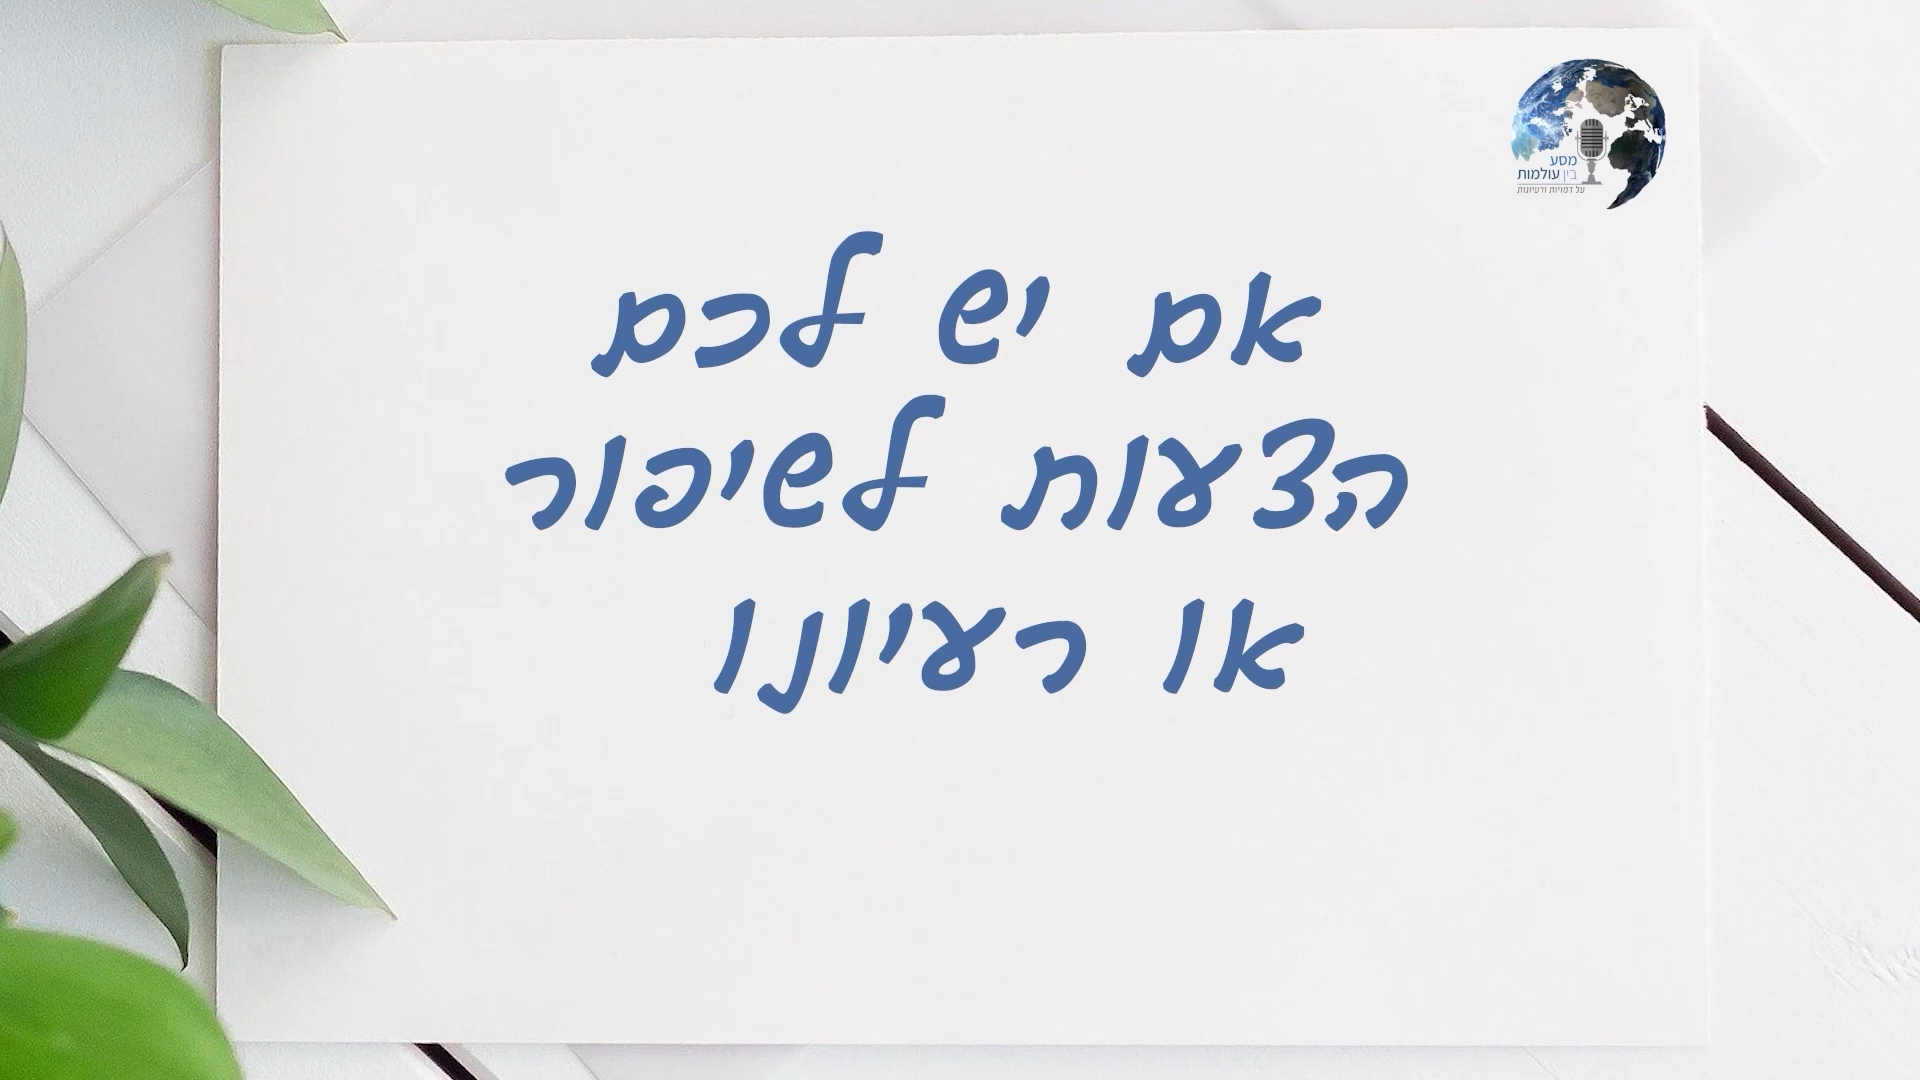 מסע
בין עולמות
על דמויות ורעיונות
אם יש לכם
הצעות לשיפור
או רעיונו